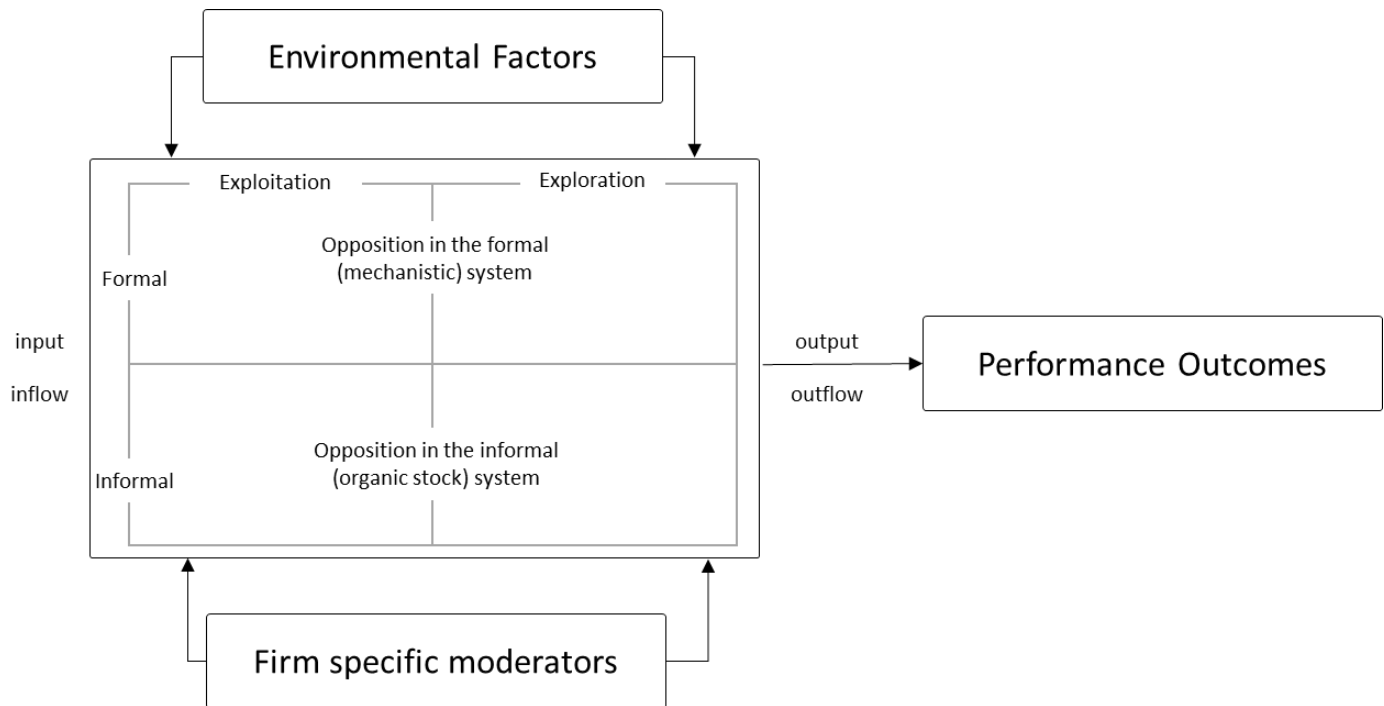 Environmental Factors
Exploitation
Exploration
Opposition in the formal
(mechanistic) system
Formal
input
inflow
output
outflow
Performance Outcomes
Opposition in the informal
(organic stock) system
Informal
Firm specific moderators